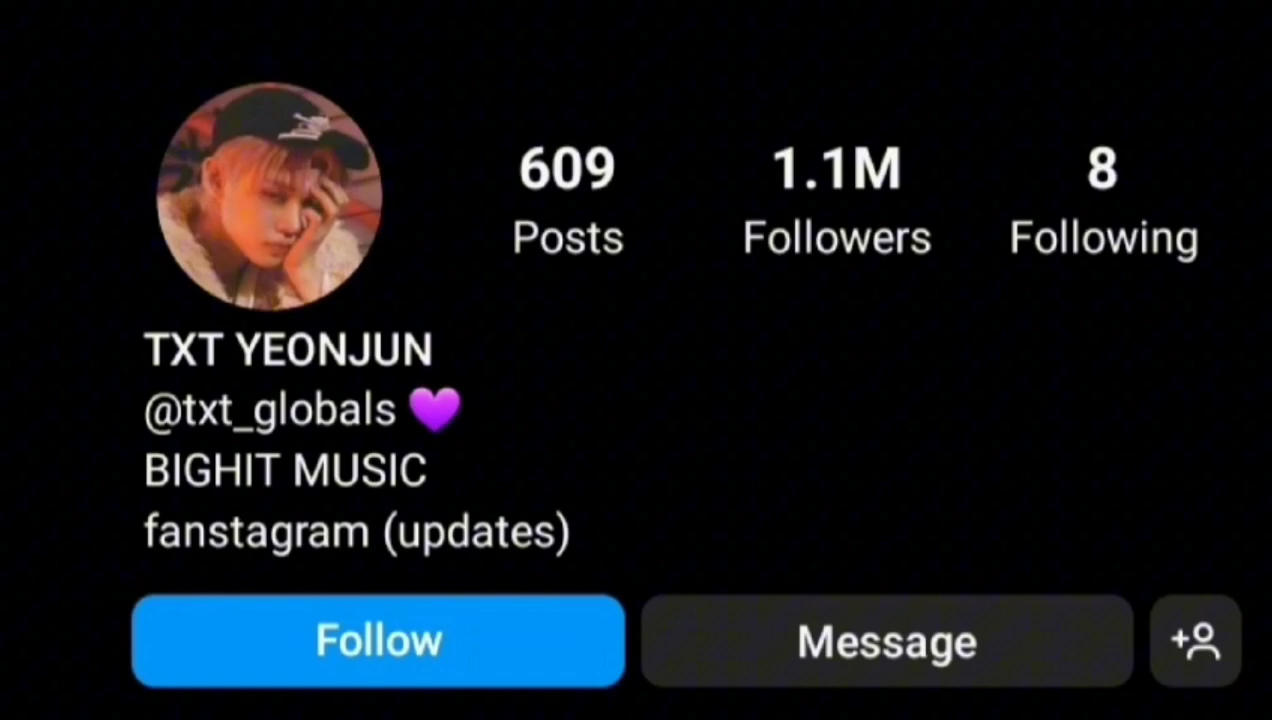 609 1.1M 8
Posts Followers Following
TXT YEONJUN
@txt_globals 💜
BIGHIT MUSIC
fanstagram (updates)
Follow Message